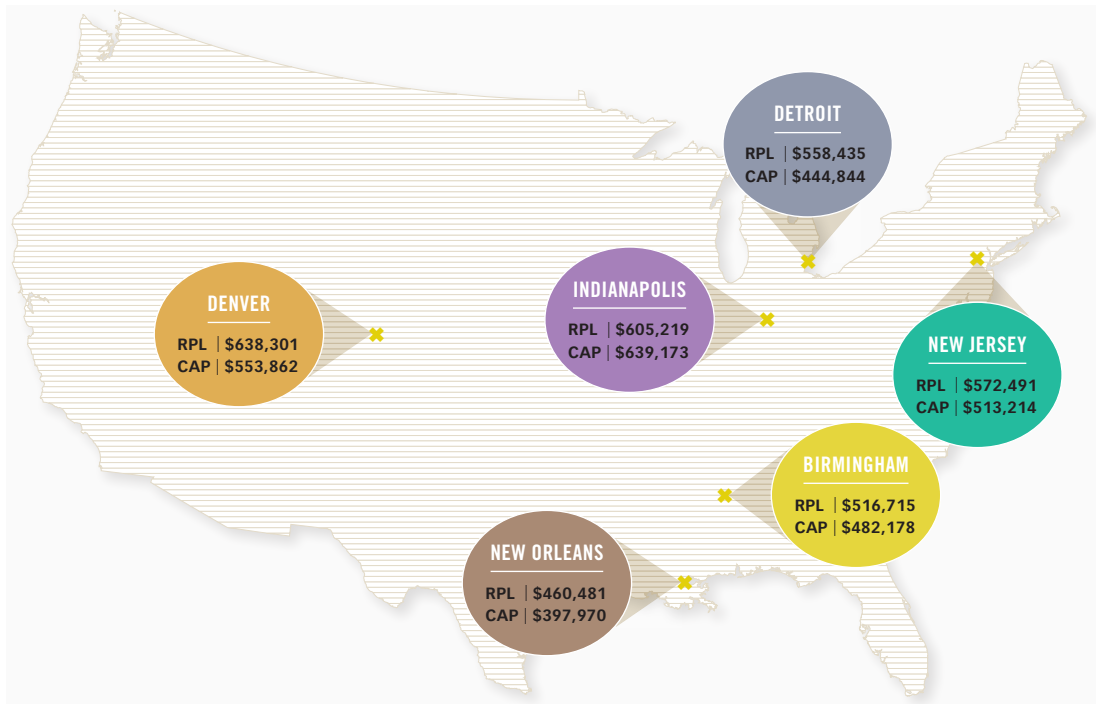 DETROIT
RPL | $558,435
CAP | $444,844
DENVER
RPL | $638,301
CAP | $553,862
INDIANAPOLIS
RPL | $605,219
CAP | $639,173
NEW JERSEY
RPL | $572,491
CAP | $513,214
BIRMINGHAM
RPL | $516,715
CAP | $482,178
NEW ORLEANS
RPL | $460,481
CAP | $397,970